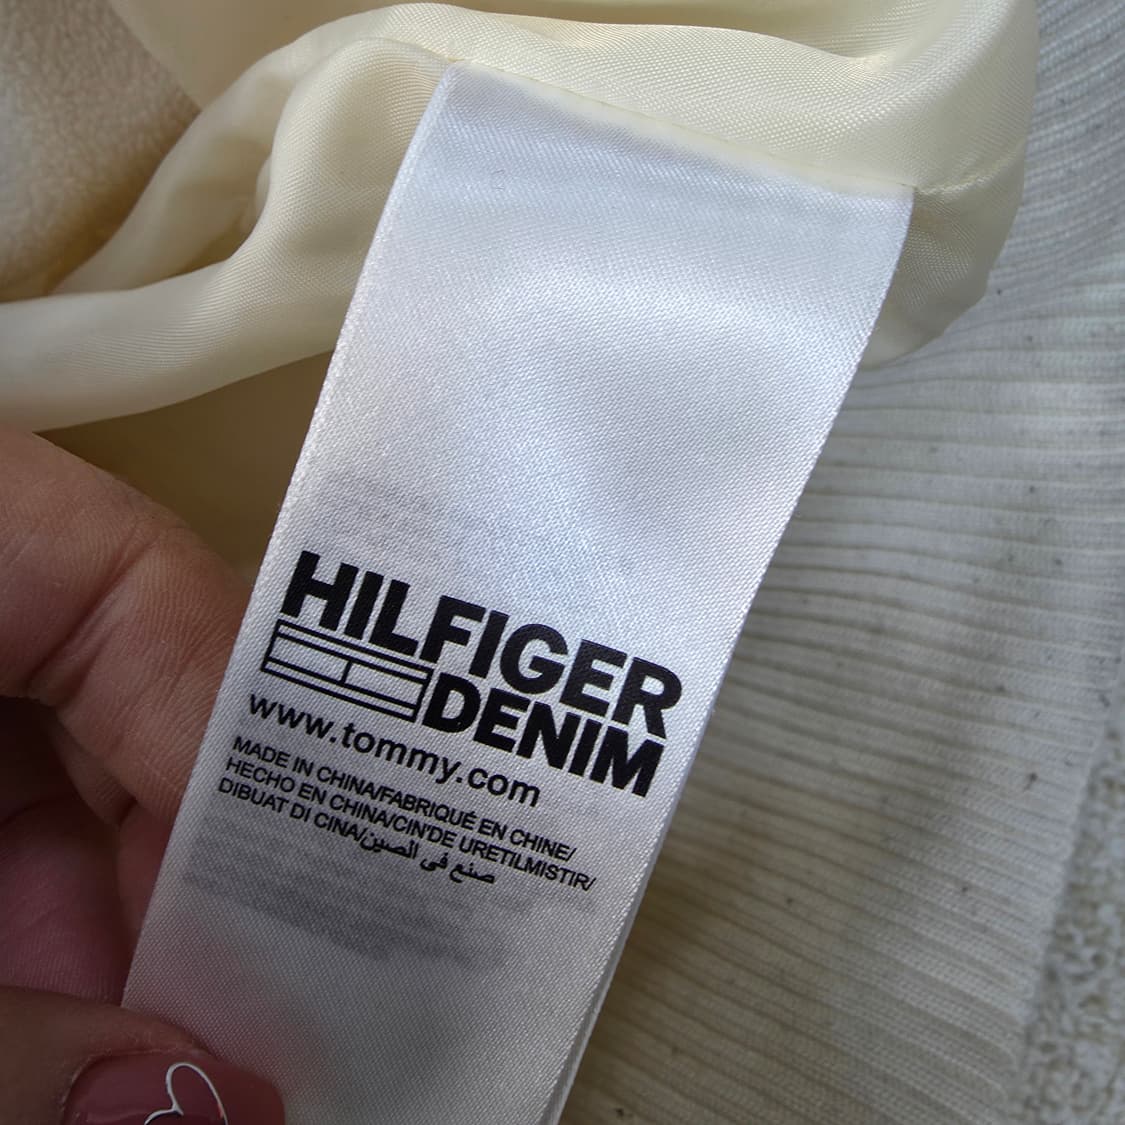 HILFIGER
DENIM
www.tommy.com
MADE IN CHINA/FABRIQUÉ EN CHINE/
HECHO EN CHINA/CIN'DE URETILMISTIR/
DIBUAT DI CINA/صنع في الصين